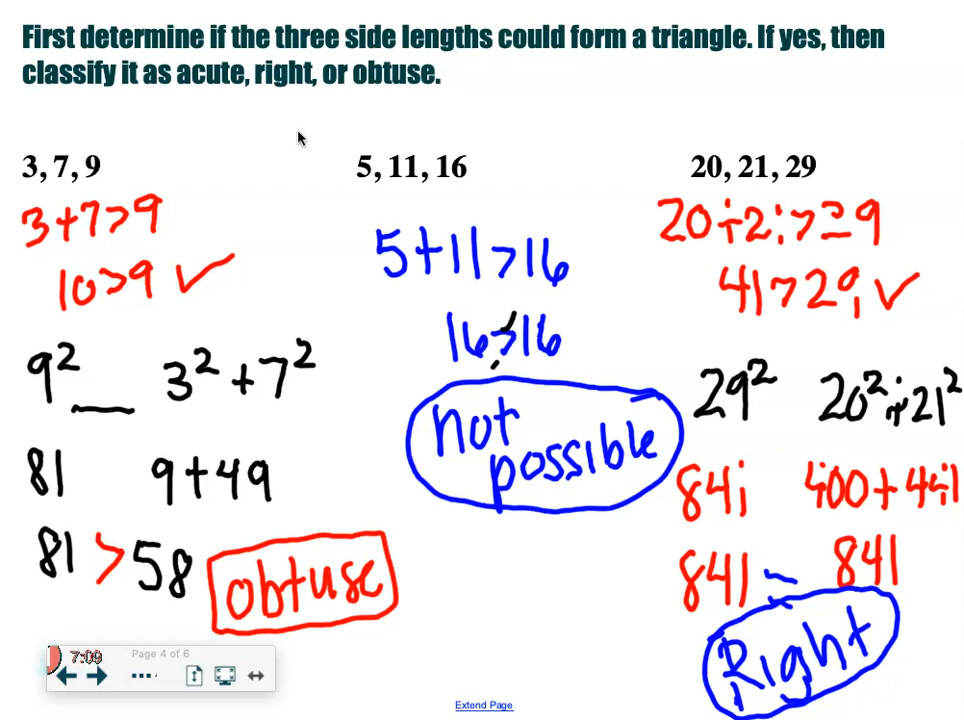 First determine if the three side lengths could form a triangle. If yes, then
classify it as acute, right, or obtuse.
3, 7, 9
3+7>9
10>9 ✓
9² __ 3²+7²
81 9+49
81 > 58 obtuse
5, 11, 16
5+11>16
16>16
not
possible
20, 21, 29
20+21>29
41>29 ✓
29² 20²+21²
841 400+441
841 = 841
Right
7:09
Page 4 of 6
Extend Page